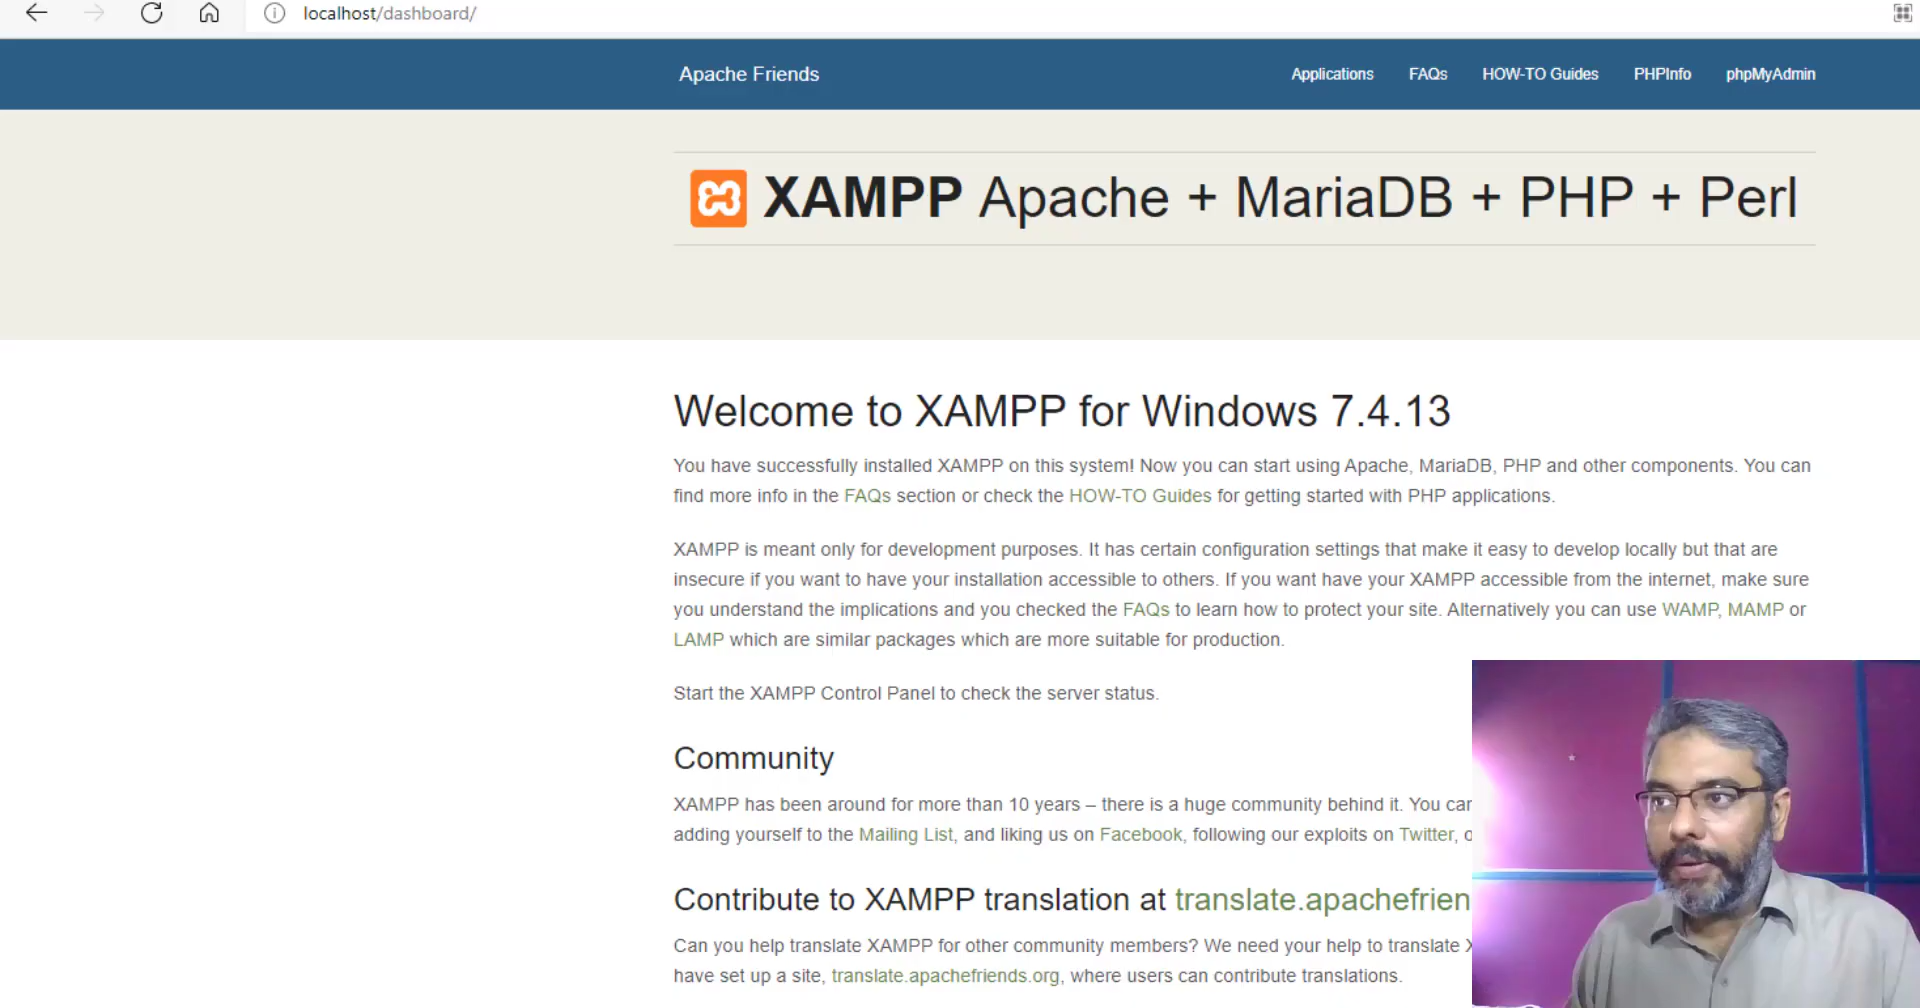 localhost/dashboard/
Apache Friends
Applications FAQs HOW-TO Guides PHPInfo phpMyAdmin
XAMPP Apache + MariaDB + PHP + Perl
Welcome to XAMPP for Windows 7.4.13
You have successfully installed XAMPP on this system! Now you can start using Apache, MariaDB, PHP and other components. You can
find more info in the FAQs section or check the HOW-TO Guides for getting started with PHP applications.
XAMPP is meant only for development purposes. It has certain configuration settings that make it easy to develop locally but that are
insecure if you want to have your installation accessible to others. If you want have your XAMPP accessible from the internet, make sure
you understand the implications and you checked the FAQs to learn how to protect your site. Alternatively you can use WAMP, MAMP or
LAMP which are similar packages which are more suitable for production.
Start the XAMPP Control Panel to check the server status.
Community
XAMPP has been around for more than 10 years – there is a huge community behind it. You
adding yourself to the Mailing List, and liking us on Facebook, following our exploits on Twitter,
Contribute to XAMPP translation at translate.apachefrien
Can you help translate XAMPP for other community members? We need your help to translate
have set up a site, translate.apachefriends.org, where users can contribute translations.